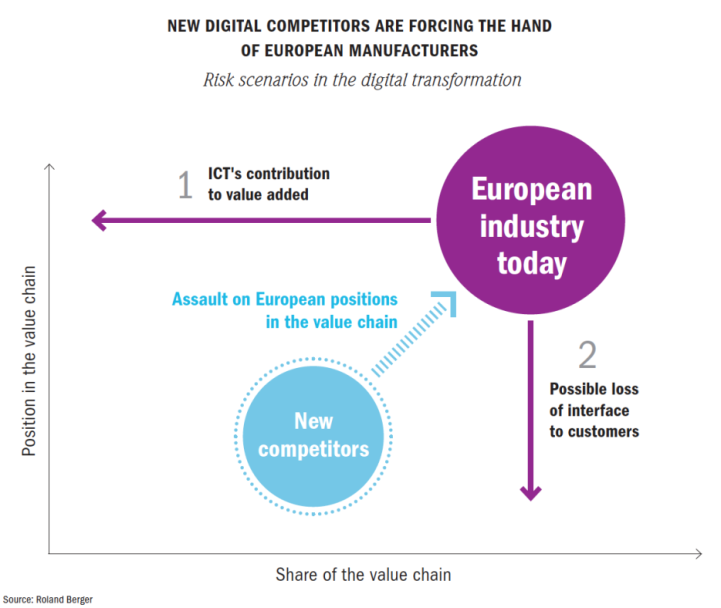 NEW DIGITAL COMPETITORS ARE FORCING THE HAND
OF EUROPEAN MANUFACTURERS
Risk scenarios in the digital transformation
1
ICT's contribution
to value added
European
industry
today
Assault on European positions
in the value chain
2
Possible loss
of interface
to customers
New
competitors
Position in the value chain
Share of the value chain
Source: Roland Berger